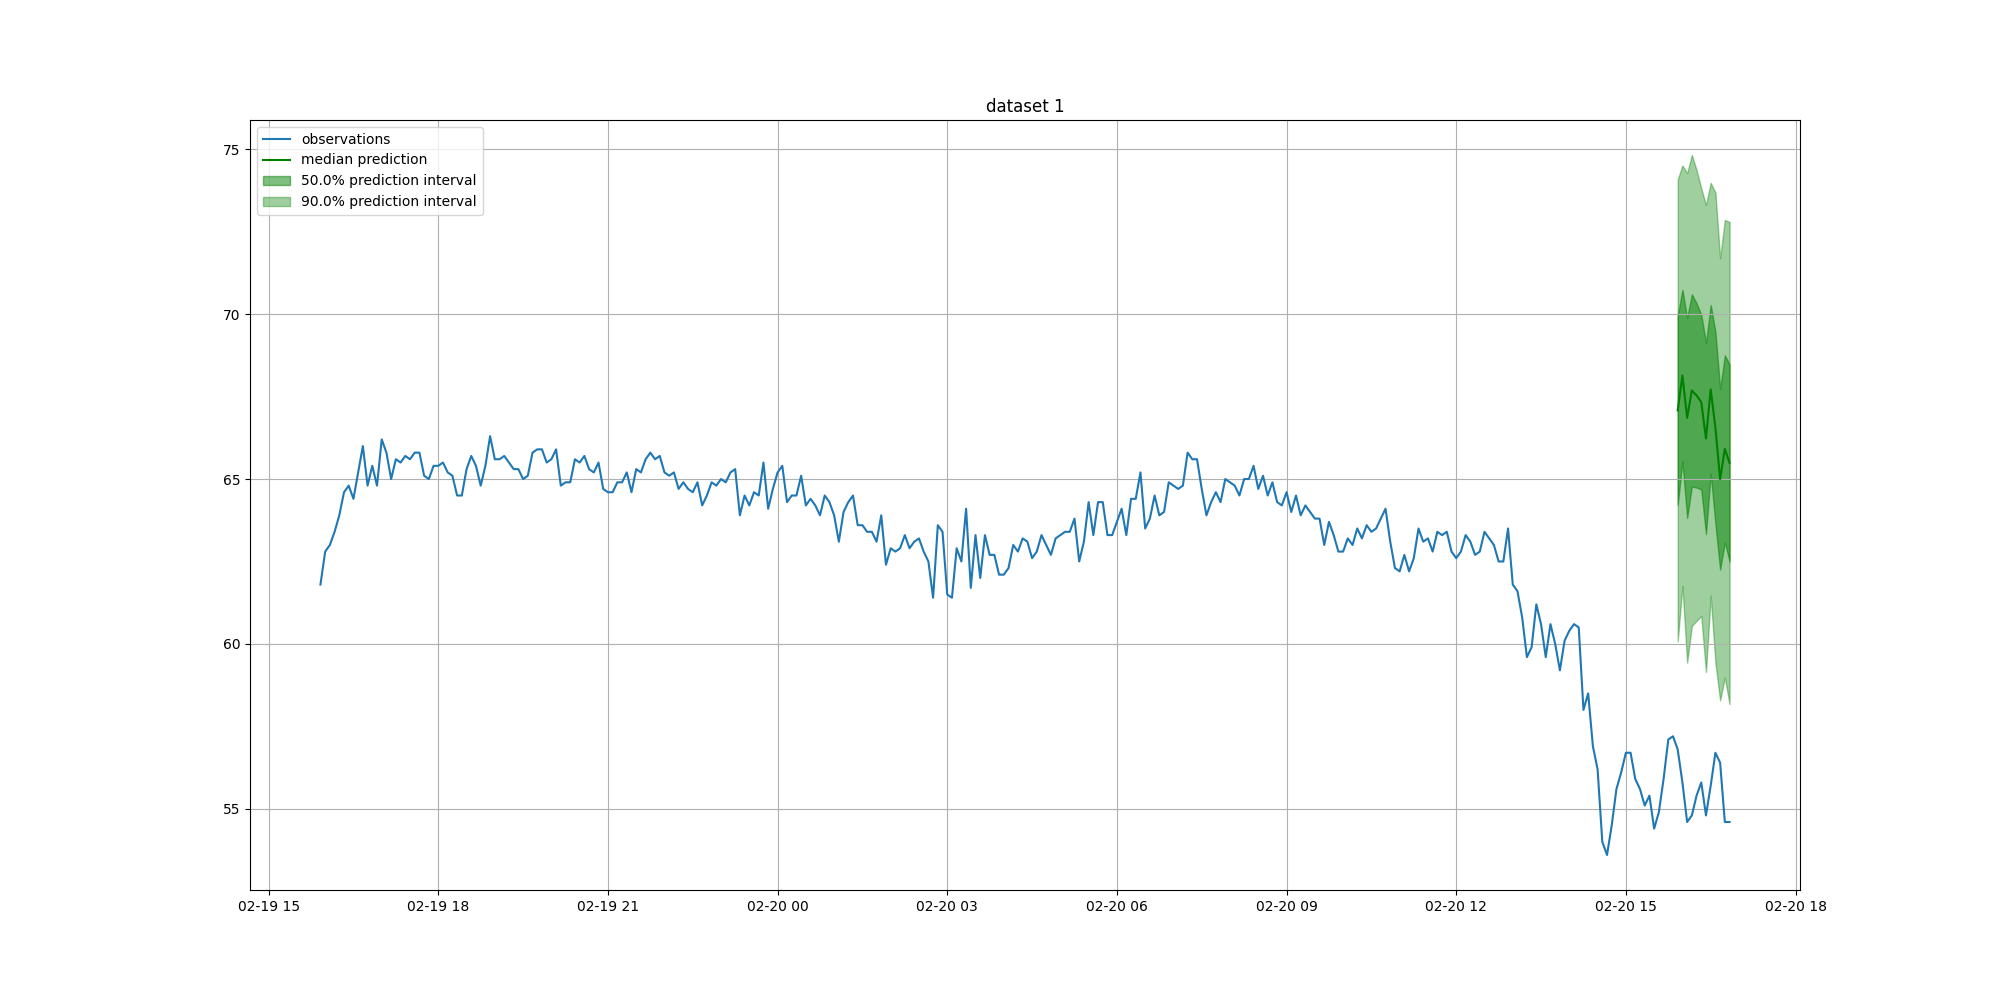 dataset 1
observations
median prediction
50.0% prediction interval
90.0% prediction interval
75
70
65
60
55
02-19 15 02-19 18 02-19 21 02-20 00 02-20 03 02-20 06 02-20 09 02-20 12 02-20 15 02-20 18